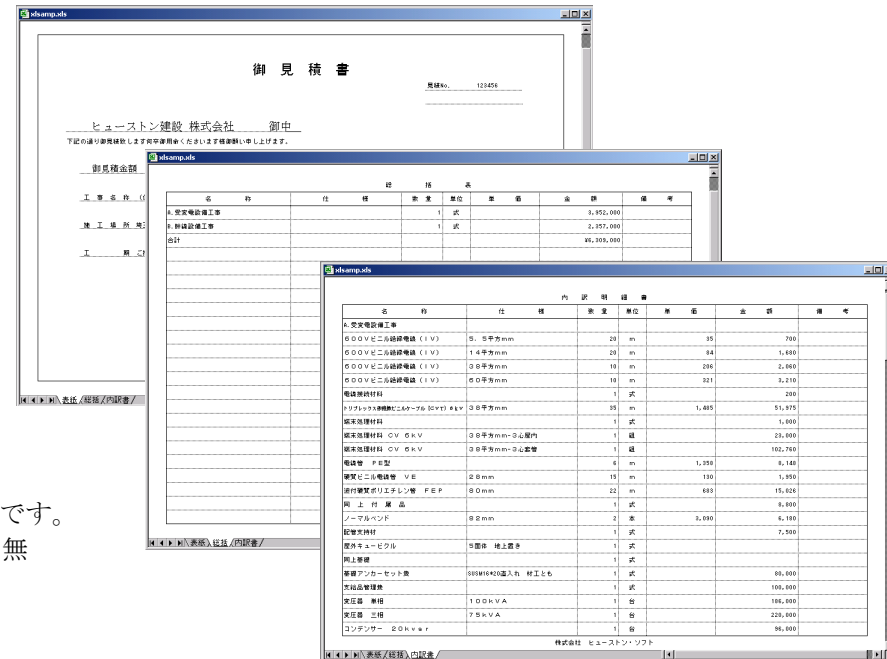 xlsamp.xls
御 見 積 書
見積No. 123456
ヒューストン建設 株式会社 御中
下記の通り御見積致します何卒御用命くださいます様御願い申し上げます。
御見積金額
工 事 名 称
施 工 場 所
工 期
表紙 / 総括 / 内訳書 /
xlsamp.xls
総 括 表
名 称 仕 様 数 量 単位 単 価 金 額 備 考
A.受変電設備工事 1 式 3,952,000
B.幹線設備工事 1 式 2,357,000
合計 ¥6,309,000
表紙 / 総括 / 内訳書 /
xlsamp.xls
内 訳 明 細 書
名 称 仕 様 数 量 単位 単 価 金 額 備 考
A.受変電設備工事
600Vビニル絶縁電線(IV) 5.5平方mm 20 m 35 700
600Vビニル絶縁電線(IV) 14平方mm 20 m 84 1,680
600Vビニル絶縁電線(IV) 38平方mm 10 m 206 2,060
600Vビニル絶縁電線(IV) 60平方mm 10 m 321 3,210
電線接続材料 1 式 200
トリプレックス形架橋ビニルケーブル(CVT)6kV 38平方mm 35 m 1,485 51,975
端末処理材料 1 式 1,000
端末処理材料 CV 6kV 38平方mm-3心屋内 1 組 23,000
端末処理材料 CV 6kV 38平方mm-3心套管 1 組 102,760
電線管 PE型 6 m 1,358 8,148
硬質ビニル電線管 VE 28mm 15 m 130 1,950
波付硬質ポリエチレン管 FEP 80mm 22 m 683 15,026
同 上 付 属 品 1 式 8,800
ノーマルベンド 82mm 2 本 3,090 6,180
配管支持材 1 式 7,500
屋外キュービクル 5面体 地上置き 1 式
同上基礎 1 式
基礎アンカーセット費 SUSM16*20直入れ 材工とも 1 式 80,000
支給品管理費 1 式 100,000
変圧器 単相 100kVA 1 台 186,000
変圧器 三相 75kVA 1 台 220,000
コンデンサー 20kvar 1 台 96,000
株式会社 ヒューストン・ソフト
表紙 / 総括 / 内訳書 /
です。
無